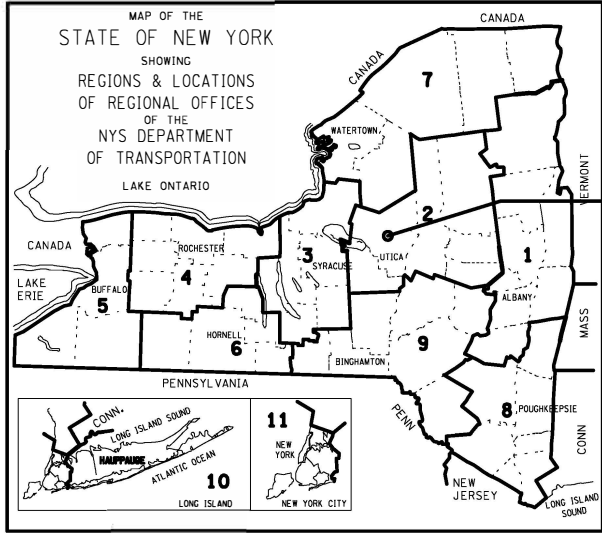 MAP OF THE
STATE OF NEW YORK
SHOWING
REGIONS & LOCATIONS
OF REGIONAL OFFICES
OF THE
NYS DEPARTMENT
OF TRANSPORTATION
LAKE ONTARIO
CANADA
CANADA
7
WATERTOWN
VERMONT
2
UTICA
1
ALBANY
MASS
CANADA
LAKE
ERIE
BUFFALO
5
ROCHESTER
4
3
SYRACUSE
HORNELL
6
BINGHAMTON
9
PENNSYLVANIA
PENN
8
POUGHKEEPSIE
CONN
NEW
JERSEY
LONG ISLAND
SOUND
CONN.
LONG ISLAND SOUND
HAUPPAUGE
ATLANTIC OCEAN
10
LONG ISLAND
11
NEW
YORK
NEW YORK CITY